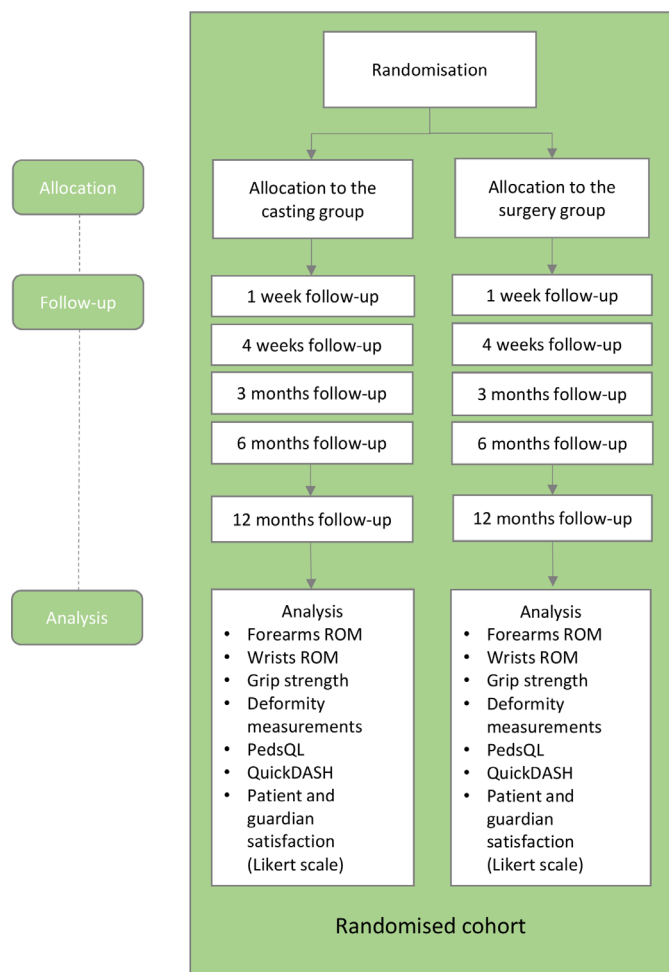 Randomisation
Allocation
Allocation to the
casting group
Allocation to the
surgery group
Follow-up
1 week follow-up
1 week follow-up
4 weeks follow-up
4 weeks follow-up
3 months follow-up
3 months follow-up
6 months follow-up
6 months follow-up
12 months follow-up
12 months follow-up
Analysis
Analysis
• Forearms ROM
• Wrists ROM
• Grip strength
• Deformity
measurements
• PedsQL
• QuickDASH
• Patient and
guardian
satisfaction
(Likert scale)
Analysis
• Forearms ROM
• Wrists ROM
• Grip strength
• Deformity
measurements
• PedsQL
• QuickDASH
• Patient and
guardian
satisfaction
(Likert scale)
Randomised cohort